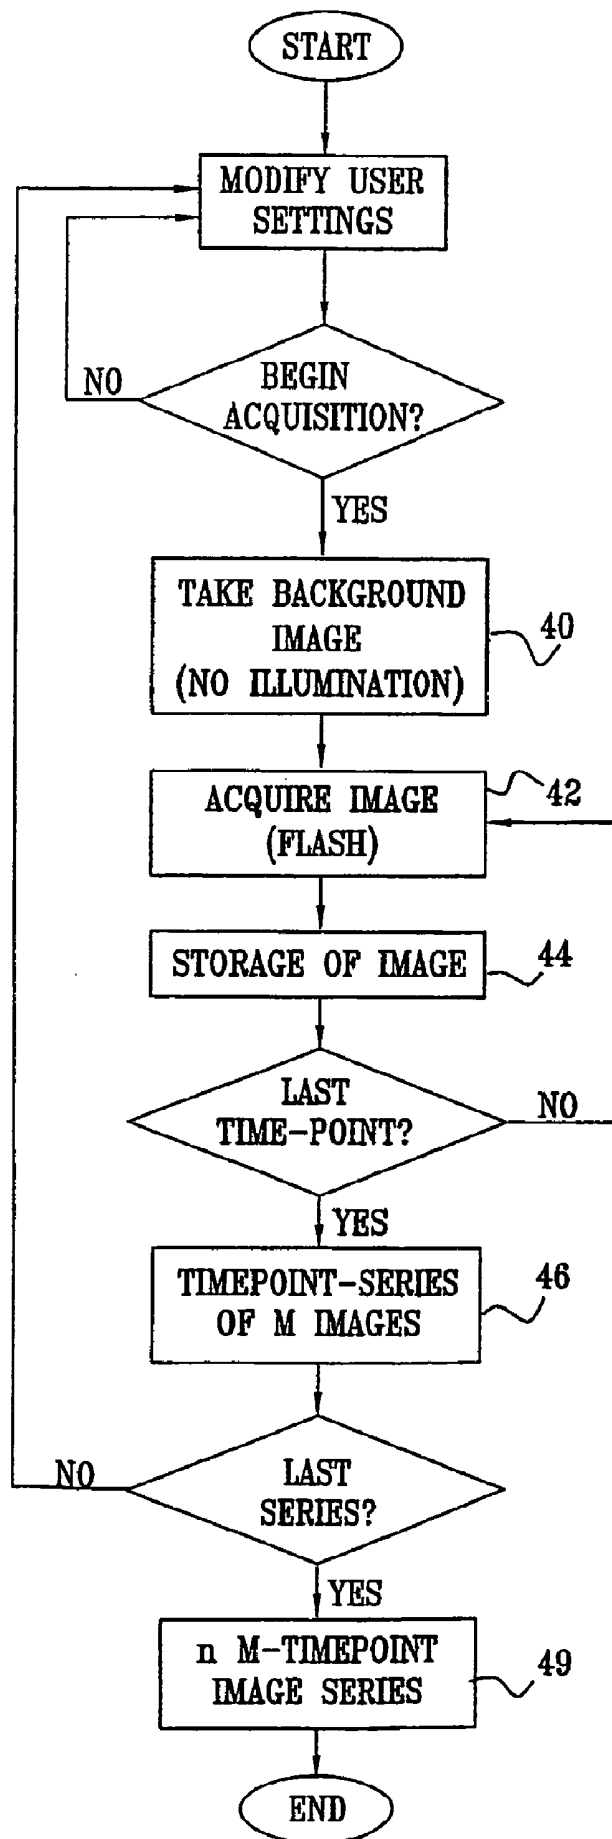 START
MODIFY USER
SETTINGS
NO
BEGIN
ACQUISITION?
YES
TAKE BACKGROUND
IMAGE
(NO ILLUMINATION)
40
ACQUIRE IMAGE
(FLASH)
42
STORAGE OF IMAGE
44
LAST
TIME-POINT?
NO
YES
TIMEPOINT-SERIES
OF M IMAGES
46
NO
LAST
SERIES?
YES
n M-TIMEPOINT
IMAGE SERIES
49
END